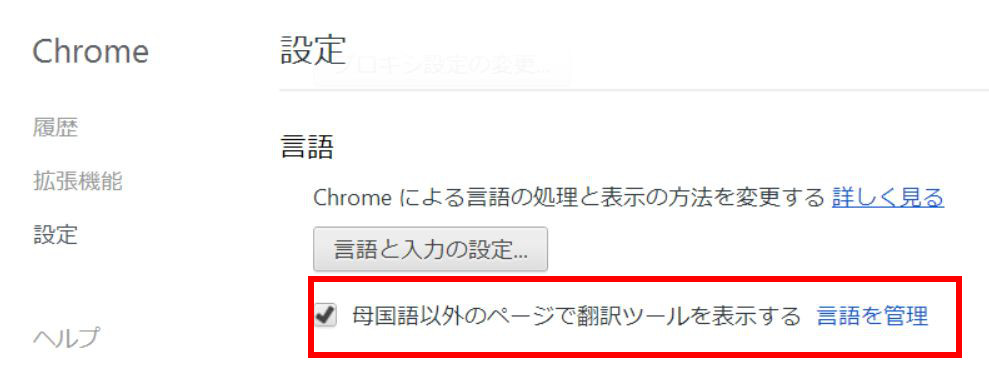 Chrome
履歴
拡張機能
設定
ヘルプ
設定
プロキシ設定の変更...
言語
Chrome による言語の処理と表示の方法を変更する 詳しく見る
言語と入力の設定...
母国語以外のページで翻訳ツールを表示する 言語を管理